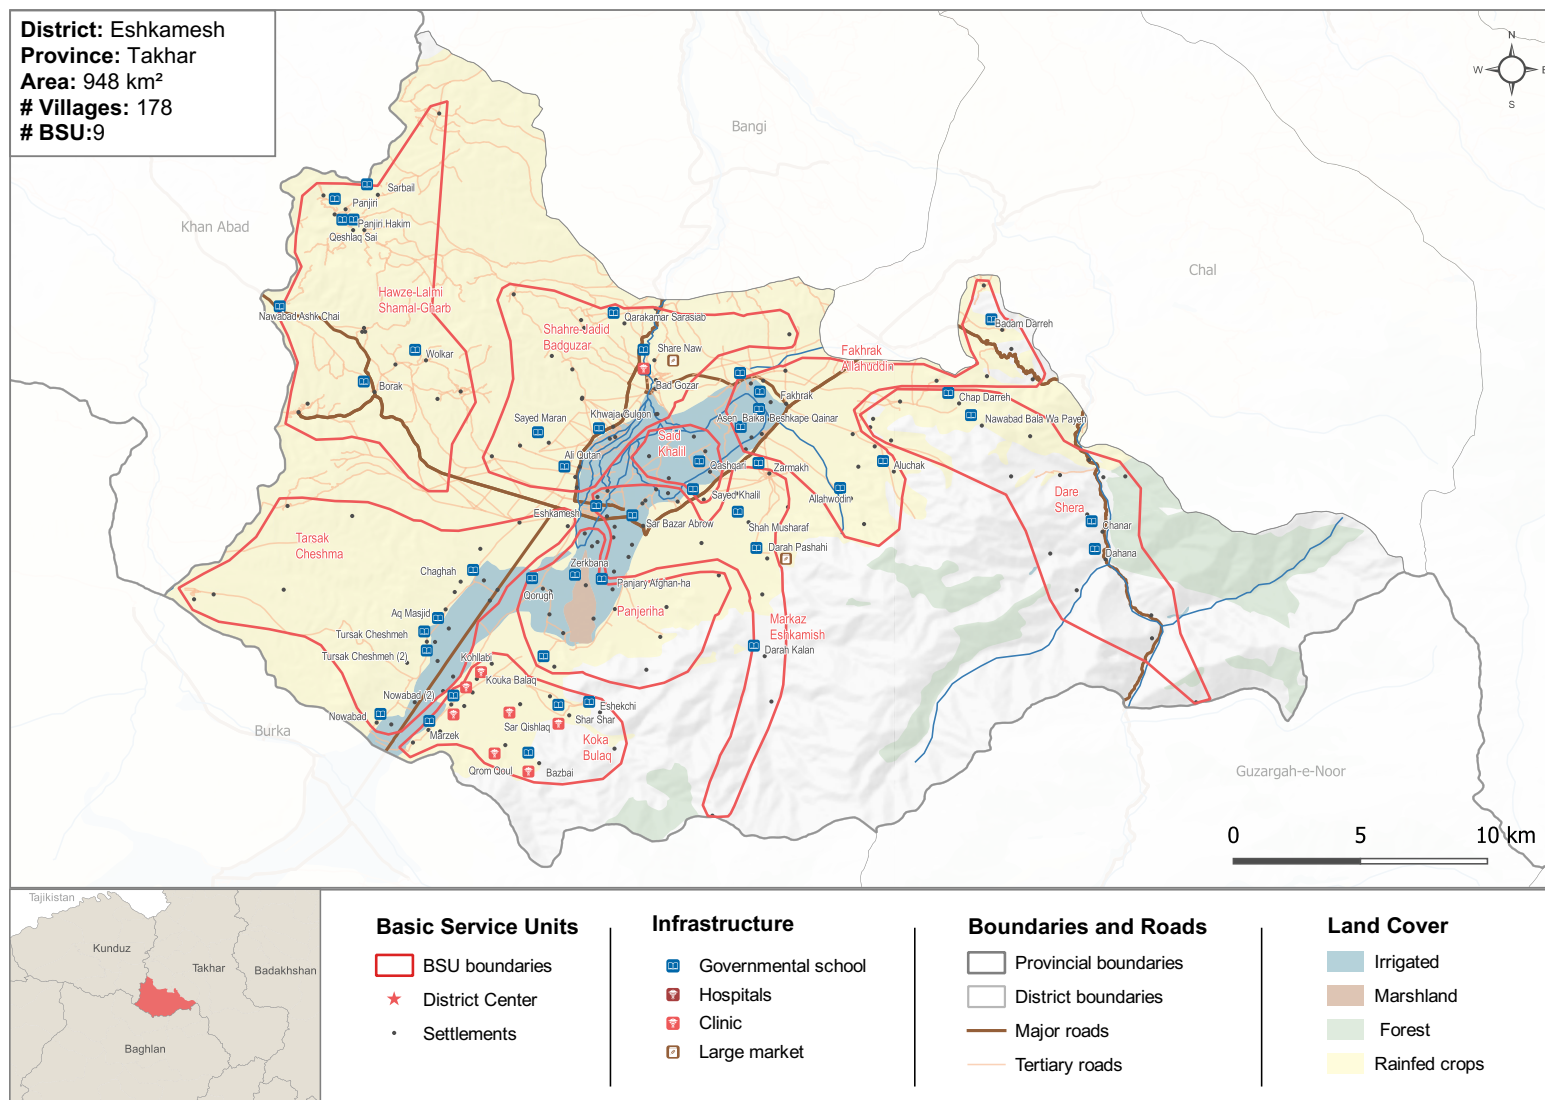 District: Eshkamesh
Province: Takhar
Area: 948 km²
# Villages: 178
# BSU:9
N
W
E
S
Bangi
Khan Abad
Chal
Burka
Guzargah-e-Noor
Sarbail
Panjiri
Panjiri Hakim
Qeshlaq Sai
Hawze-Lalmi
Shamal-Gharb
Nawabad Ashk Chai
Wolkar
Borak
Shahre-Jadid
Badguzar
Qarakamar Sarasiab
Share Naw
Bad Gozar
Fakhrak
Allahuddin
Badam Darreh
Chap Darreh
Nawabad Bala Wa Payen
Fakhrak
Asen Baika
Beshkape Qainar
Sayed Maran
Khwaja Gulgon
Said
Khalil
Ali Qutan
Qashqari
Zarmakh
Aluchak
Allahwodin
Dare
Shera
Chanar
Dahana
Eshkamesh
Sayed Khalil
Sar Bazar Abrow
Shah Musharaf
Darah Pashahi
Tarsak
Cheshma
Chaghah
Zerkbana
Qorugh
Panjary Afghan-ha
Panjeriha
Markaz
Eshkamish
Darah Kalan
Aq Masjid
Tursak Cheshmeh
Tursak Cheshmeh (2)
Kohllabi
Kouka Balaq
Nowabad (2)
Nowabad
Marzek
Eshekchi
Shar Shar
Sar Qishlaq
Koka
Bulaq
Qrom Qoul
Bazbai
0
5
10 km
Tajikistan
Kunduz
Takhar
Badakhshan
Baghlan
Basic Service Units
BSU boundaries
District Center
Settlements
Infrastructure
Governmental school
Hospitals
Clinic
Large market
Boundaries and Roads
Provincial boundaries
District boundaries
Major roads
Tertiary roads
Land Cover
Irrigated
Marshland
Forest
Rainfed crops